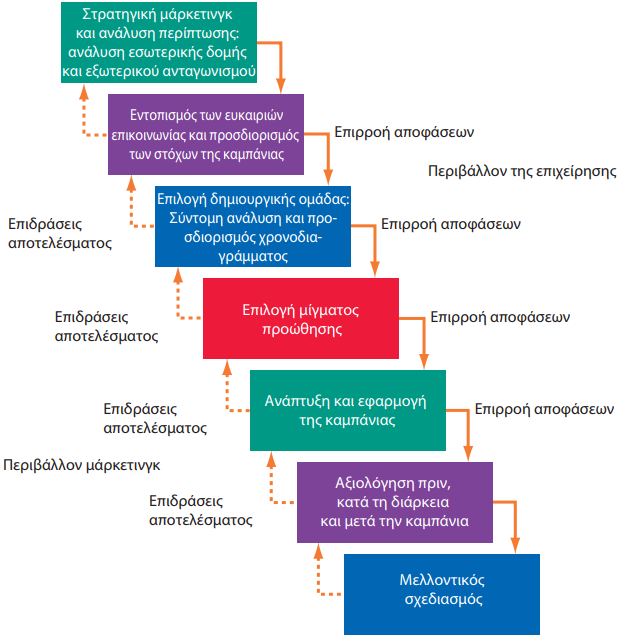 Στρατηγική μάρκετινγκ
και ανάλυση περίπτωσης:
ανάλυση εσωτερικής δομής
και εξωτερικού ανταγωνισμού
Εντοπισμός των ευκαιριών
επικοινωνίας και προσδιορισμός
των στόχων της καμπάνιας
Επιρροή αποφάσεων
Περιβάλλον της επιχείρησης
Επιλογή δημιουργικής ομάδας:
Σύντομη ανάλυση και προ-
σδιορισμός χρονοδια-
γράμματος
Επιρροή αποφάσεων
Επιδράσεις
αποτελέσματος
Επιλογή μίγματος
προώθησης
Επιρροή αποφάσεων
Επιδράσεις
αποτελέσματος
Ανάπτυξη και εφαρμογή
της καμπάνιας
Επιρροή αποφάσεων
Επιδράσεις
αποτελέσματος
Περιβάλλον μάρκετινγκ
Αξιολόγηση πριν,
κατά τη διάρκεια
και μετά την καμπάνια
Επιδράσεις
αποτελέσματος
Μελλοντικός
σχεδιασμός